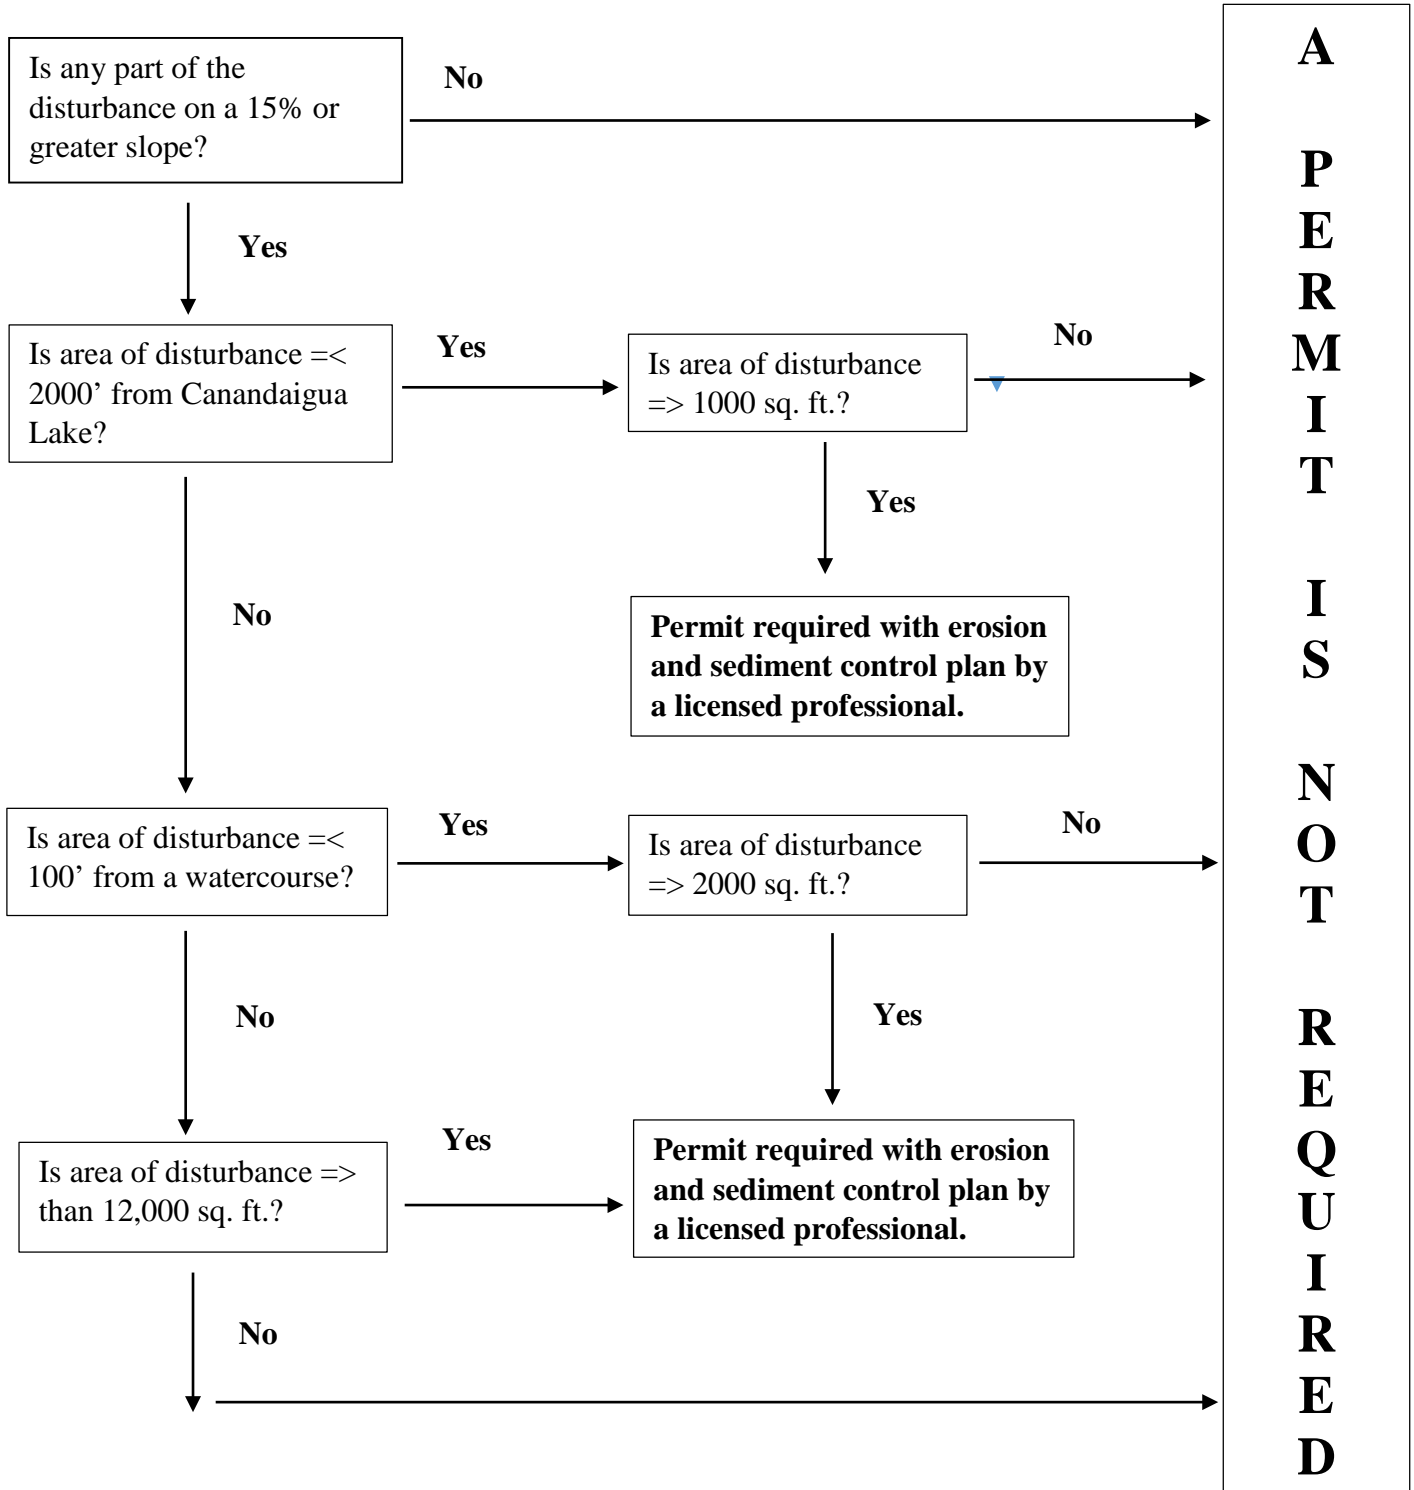 Is any part of the
disturbance on a 15% or
greater slope?
No
Yes
Is area of disturbance =<
2000’ from Canandaigua
Lake?
Yes
Is area of disturbance
=> 1000 sq. ft.?
No
Yes
No
Permit required with erosion
and sediment control plan by
a licensed professional.
Is area of disturbance =<
100’ from a watercourse?
Yes
Is area of disturbance
=> 2000 sq. ft.?
No
No
Yes
Is area of disturbance =>
than 12,000 sq. ft.?
Yes
Permit required with erosion
and sediment control plan by
a licensed professional.
No
A
P
E
R
M
I
T
I
S
N
O
T
R
E
Q
U
I
R
E
D